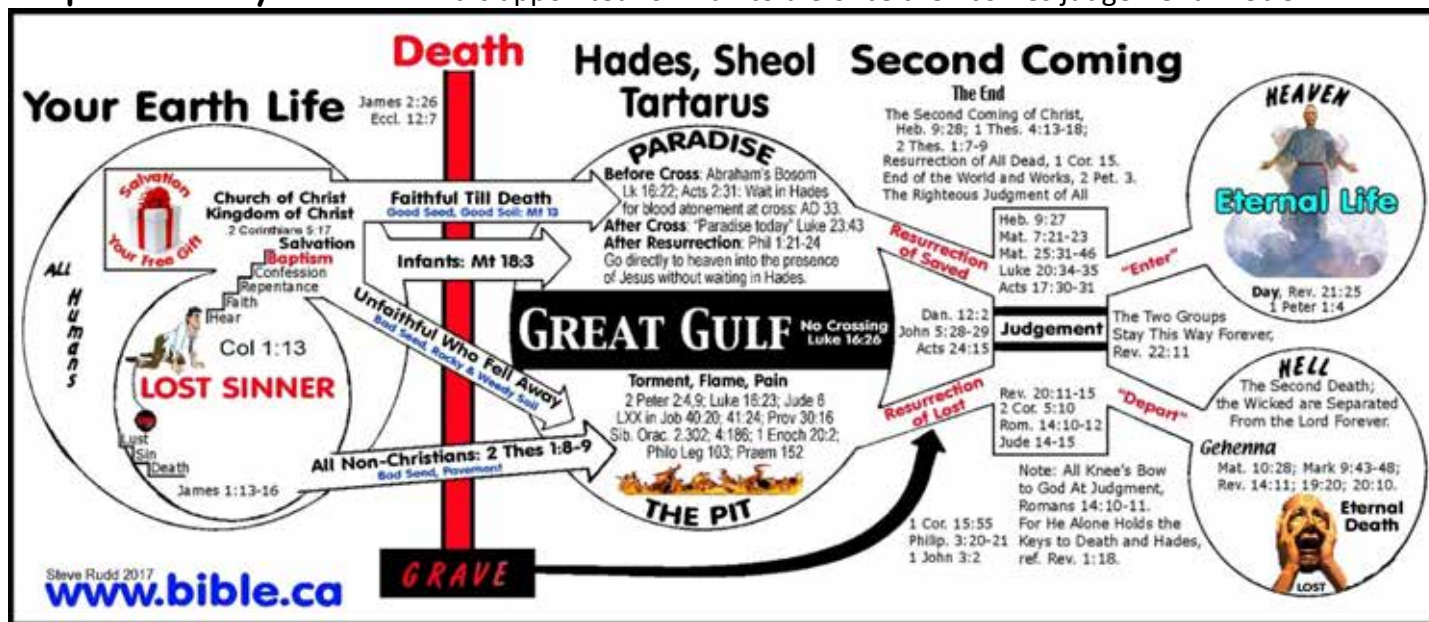 Your Earth Life
Death
James 2:26
Eccl. 12:7
Hades, Sheol
Tartarus
Second Coming
The End
The Second Coming of Christ,
Heb. 9:28; 1 Thes. 4:13-18;
2 Thes. 1:7-9
Resurrection of All Dead, 1 Cor. 15.
End of the World and Works, 2 Pet. 3.
The Righteous Judgment of All
ALL
Humans
Salvation
Your Free Gift
Church of Christ
Kingdom of Christ
2 Corinthians 5:17
Salvation
Baptism
Confession
Repentance
Faith
Hear
Col 1:13
LOST SINNER
Lust
Sin
Death
James 1:13-16
Faithful Till Death
Good Seed, Good Soil: Mt 13
Infants: Mt 18:3
Unfaithful Who Fell Away
Bad Seed, Rocky & Weedy Soil
All Non-Christians: 2 Thes 1:8-9
Bad Send, Pavement
GRAVE
PARADISE
Before Cross: Abraham's Bosom
Lk 16:22; Acts 2:31: Wait in Hades
for blood atonement at cross: AD 33.
After Cross: "Paradise today" Luke 23:43
After Resurrection: Phil 1:21-24
Go directly to heaven into the presence
of Jesus without waiting in Hades.
GREAT GULF
No Crossing
Luke 16:26
Torment, Flame, Pain
2 Peter 2:4,9; Luke 16:23; Jude 6
LXX in Job 40:20; 41:24; Prov 30:16
Sib. Orac. 2.302; 4:186; 1 Enoch 20:2;
Philo Leg 103; Praem 152
THE PIT
Resurrection
of Saved
Heb. 9:27
Mat. 7:21-23
Mat. 25:31-46
Luke 20:34-35
Acts 17:30-31
"Enter"
Dan. 12:2
John 5:28-29
Acts 24:15
Judgement
The Two Groups
Stay This Way Forever,
Rev. 22:11
Resurrection
of Lost
Rev. 20:11-15
2 Cor. 5:10
Rom. 14:10-12
Jude 14-15
"Depart"
1 Cor. 15:55
Philip. 3:20-21
1 John 3:2
Note: All Knee's Bow
to God At Judgment,
Romans 14:10-11.
For He Alone Holds the
Keys to Death and Hades,
ref. Rev. 1:18.
HEAVEN
Eternal Life
Day, Rev. 21:25
1 Peter 1:4
HELL
The Second Death;
the Wicked are Separated
From the Lord Forever.
Gehenna
Mat. 10:28; Mark 9:43-48;
Rev. 14:11; 19:20; 20:10.
Eternal
Death
LOST
Steve Rudd 2017
www.bible.ca